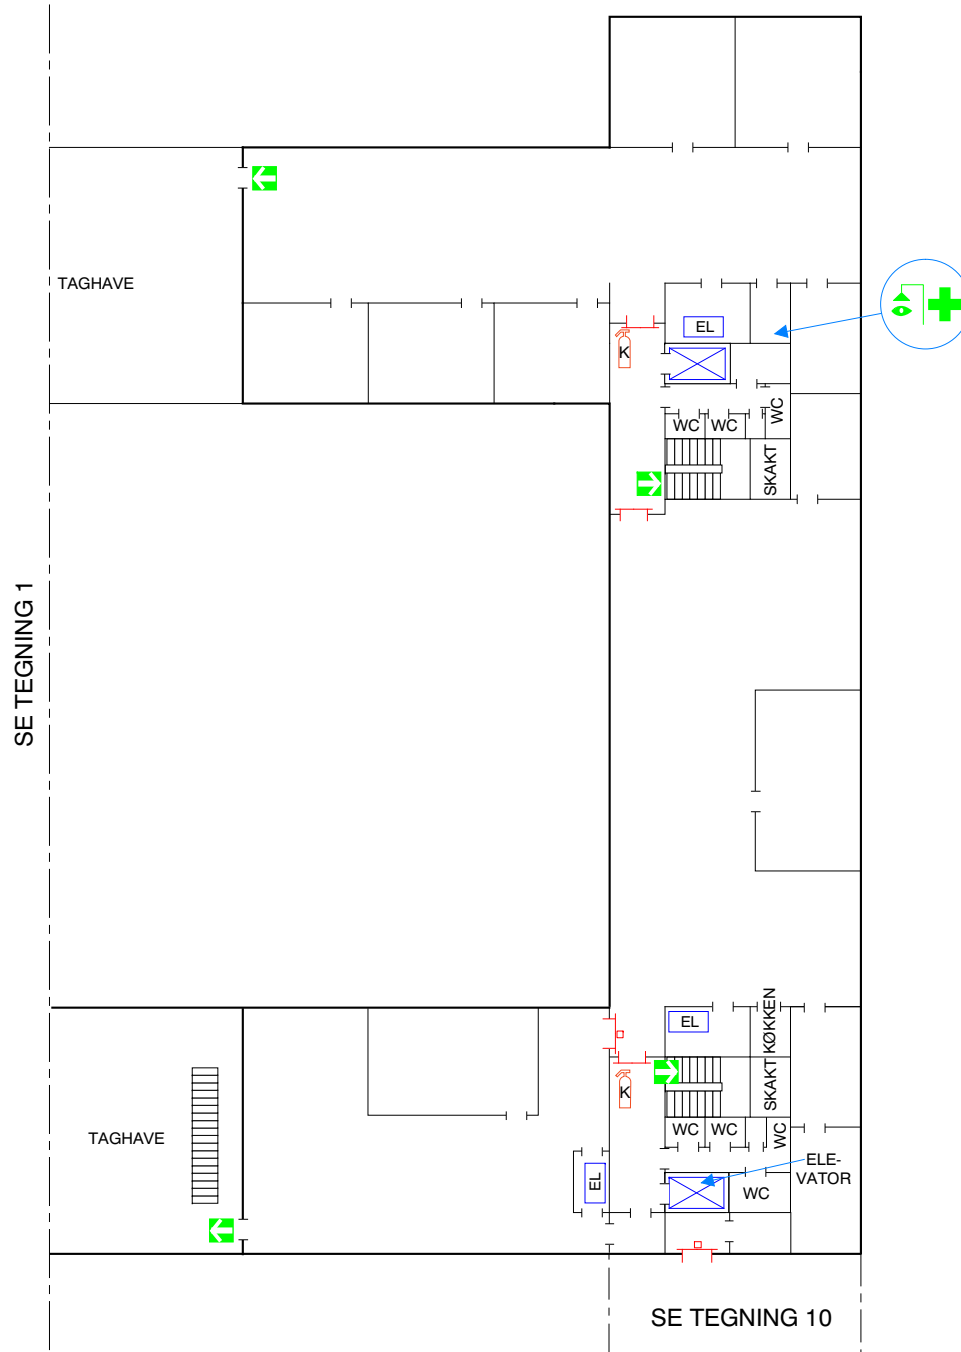 TAGHAVE
EL
K
WC
WC
WC
SKAKT
SE TEGNING 1
KØKKEN
EL
SKAKT
K
WC
WC
WC
TAGHAVE
ELE-
VATOR
EL
WC
SE TEGNING 10